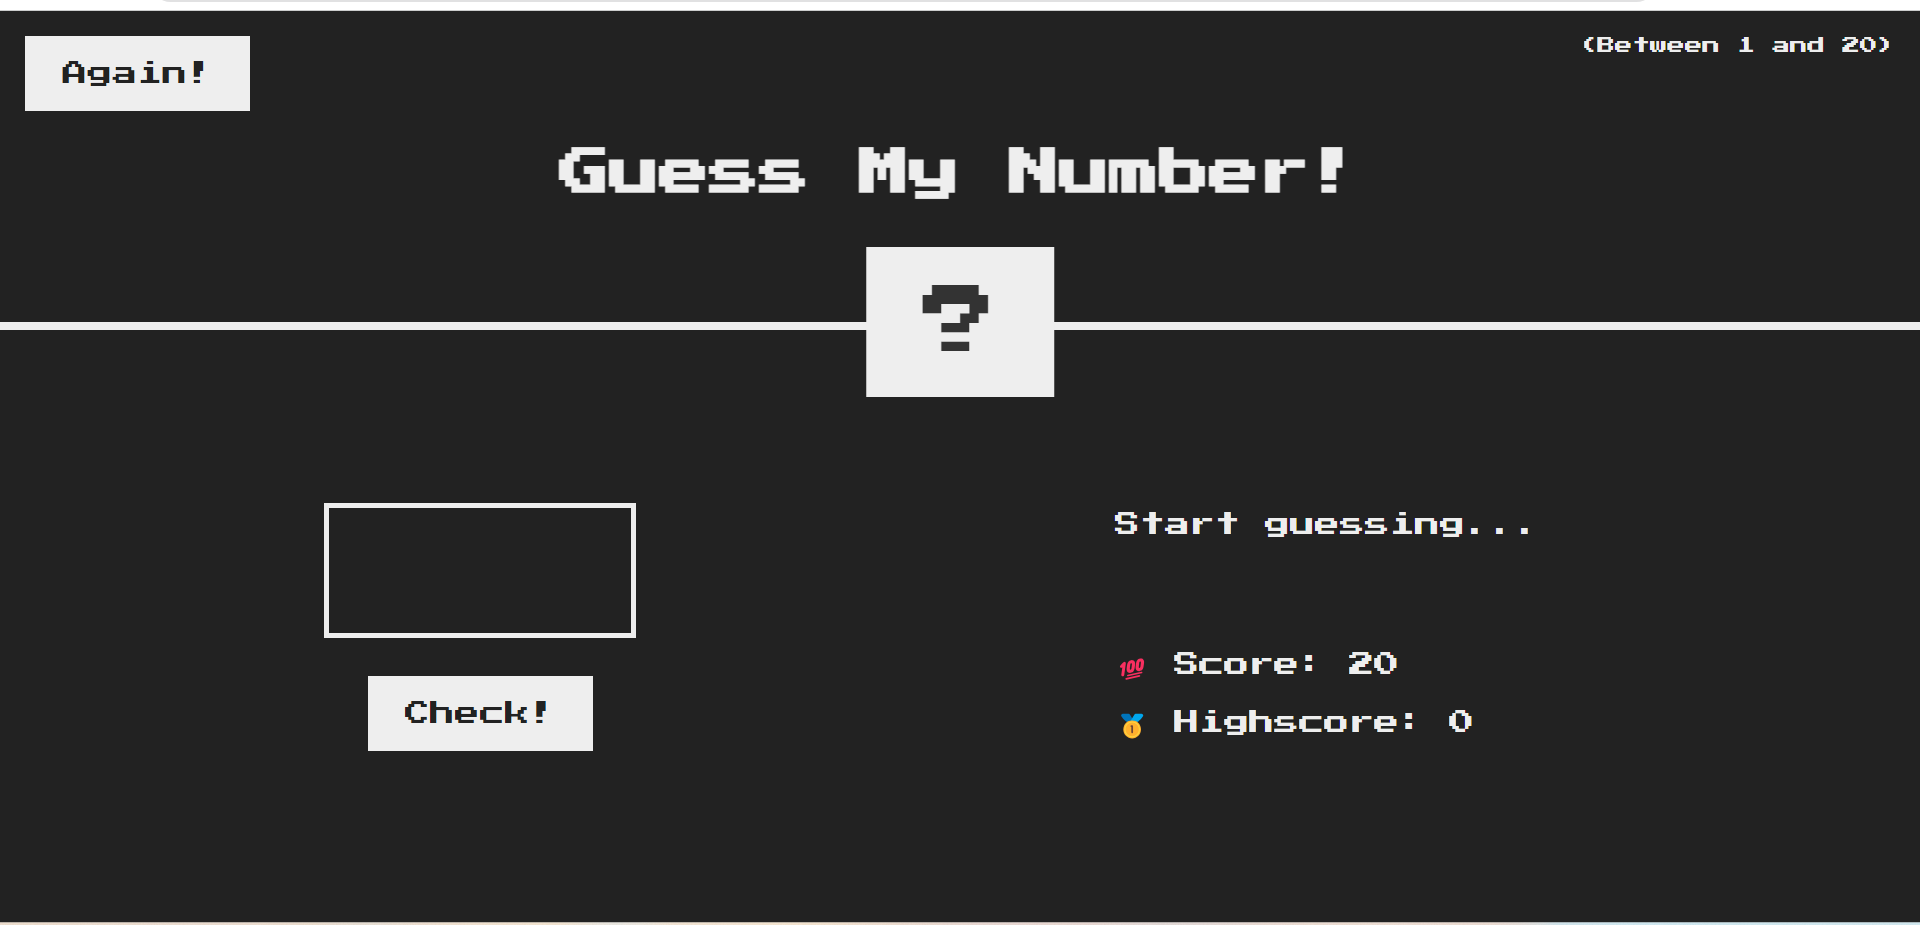 Again!
(Between 1 and 20)
Guess My Number!
?
Start guessing...
Check!
💯 Score: 20
🥇 Highscore: 0